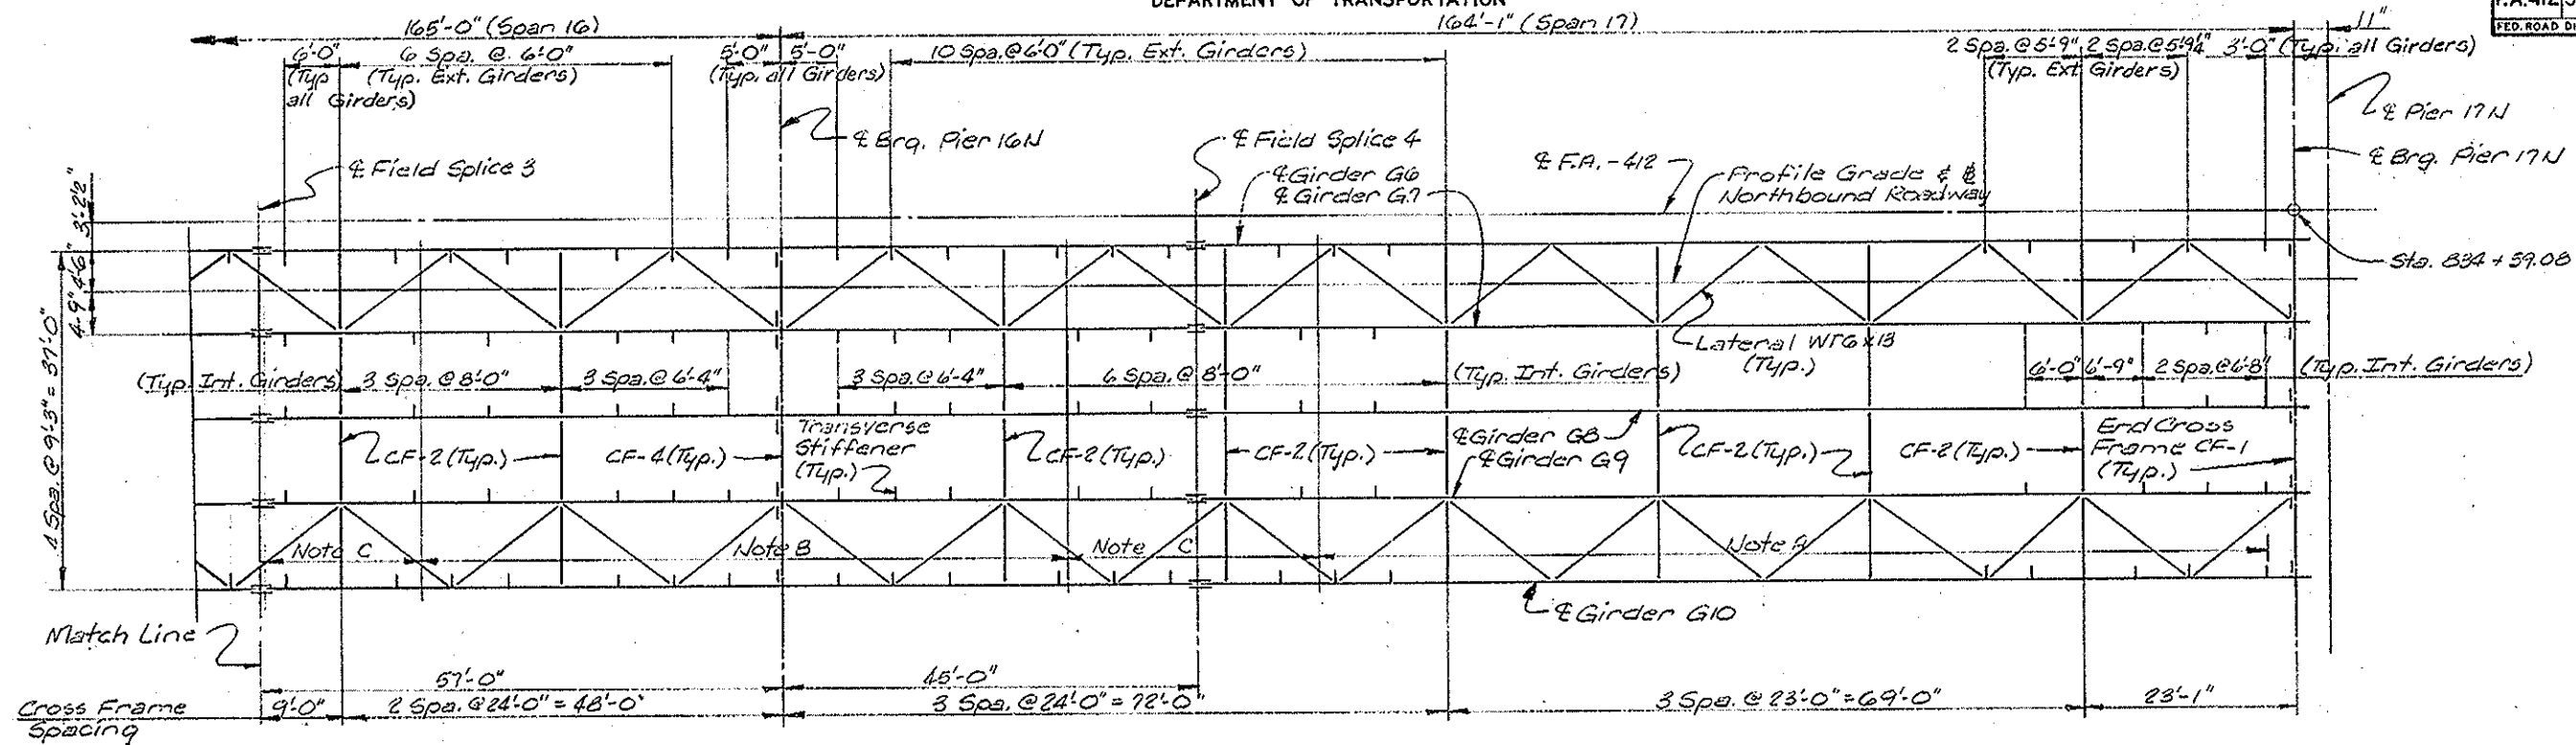 DEPARTMENT OF TRANSPORTATION
FED. ROAD
165'-0" (Span 16)
164'-1" (Span 17)
11"
6'-0"
(Typ
all Girders)
6 Spa. @ 6'-0"
(Typ. Ext. Girders)
5'-0" 5'-0"
(Typ. all Girders)
10 Spa. @ 6'-0" (Typ. Ext. Girders)
2 Spa. @ 5'-9" 2 Spa. @ 5'-9¼" 3'-0" (Typ. all Girders)
(Typ. Ext. Girders)
℄ Pier 17N
℄ Brg. Pier 16N
℄ Field Splice 4
℄ F.A.-412
℄ Brg. Pier 17N
℄ Field Splice 3
℄ Girder G6
℄ Girder G7
Profile Grade & ℄
Northbound Roadway
3'-2½"
4'-6"
4'-9"
4 Spa. @ 9'-3" = 37'-0"
Sta. 834 + 59.08
Lateral WT6x13
(Typ.)
(Typ. Int. Girders)
3 Spa. @ 8'-0"
3 Spa. @ 6'-4"
3 Spa. @ 6'-4"
6 Spa. @ 8'-0"
(Typ. Int. Girders)
6'-0" 6'-9" 2 Spa. @ 6'-8"
(Typ. Int. Girders)
CF-2 (Typ.)
CF-4 (Typ.)
Transverse
Stiffener
(Typ.)
CF-2 (Typ.)
CF-2 (Typ.)
℄ Girder G8
℄ Girder G9
CF-2 (Typ.)
CF-2 (Typ.)
End Cross
Frame CF-1
(Typ.)
Note C
Note B
Note C
Note A
℄ Girder G10
Match Line
57'-0"
45'-0"
Cross Frame
Spacing
9'-0"
2 Spa. @ 24'-0" = 48'-0"
3 Spa. @ 24'-0" = 72'-0"
3 Spa. @ 23'-0" = 69'-0"
23'-1"